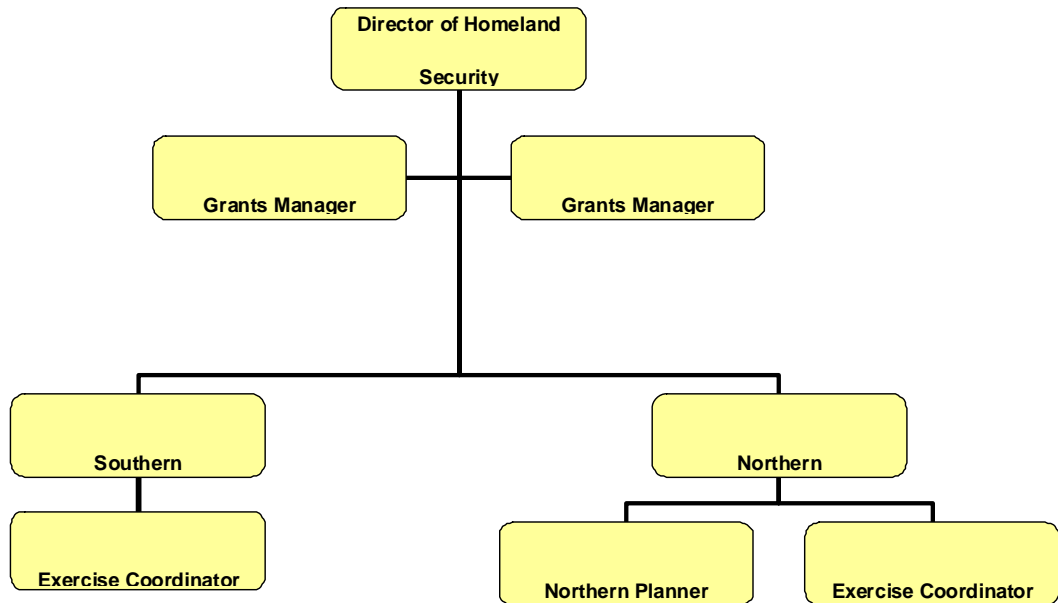 Director of Homeland
Security
Grants Manager
Grants Manager
Southern
Northern
Exercise Coordinator
Northern Planner
Exercise Coordinator